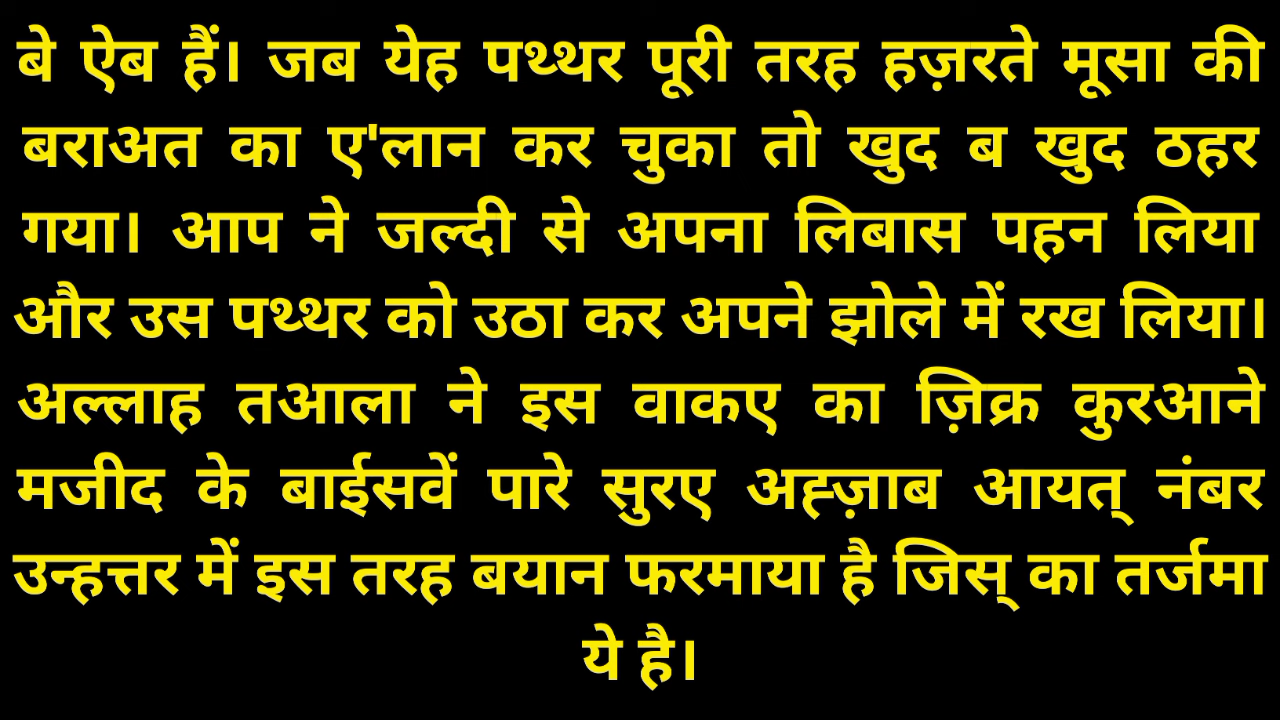 बे ऐब हैं। जब येह पथ्थर पूरी तरह हज़रते मूसा की
बराअत का ए'लान कर चुका तो खुद ब खुद ठहर
गया। आप ने जल्दी से अपना लिबास पहन लिया
और उस पथ्थर को उठा कर अपने झोले में रख लिया।
अल्लाह तआला ने इस वाकए का ज़िक्र कुरआने
मजीद के बाईसवें पारे सुरए अह्ज़ाब आयत् नंबर
उन्हत्तर में इस तरह बयान फरमाया है जिस् का तर्जमा
ये है।